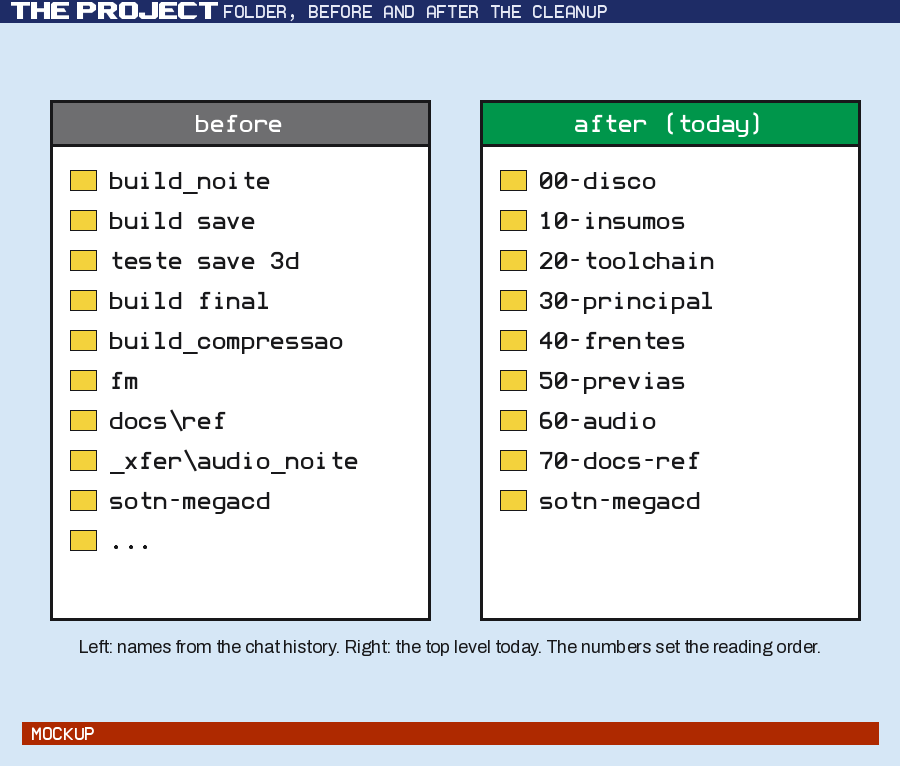 THE PROJECT FOLDER, BEFORE AND AFTER THE CLEANUP
before
build_noite
build save
teste save 3d
build final
build_compressao
fm
docs\ref
_xfer\audio_noite
sotn-megacd
...
after (today)
00-disco
10-insumos
20-toolchain
30-principal
40-frentes
50-previas
60-audio
70-docs-ref
sotn-megacd
Left: names from the chat history. Right: the top level today. The numbers set the reading order.
MOCKUP